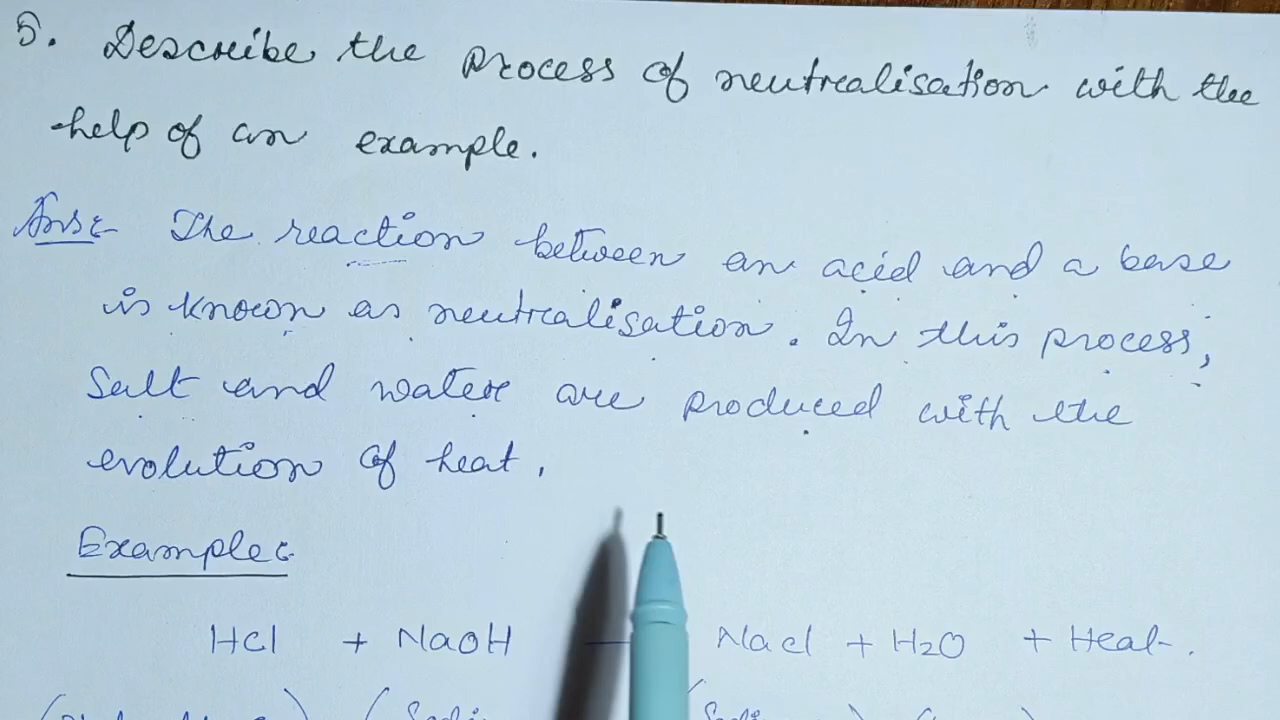 5. Describe the process of neutralisation with the
help of an example.
Ans:- The reaction between an acid and a base
is known as neutralisation. In this process,
Salt and water are produced with the
evolution of heat.
Example:
HCl + NaOH NaCl + H2O + Heat.